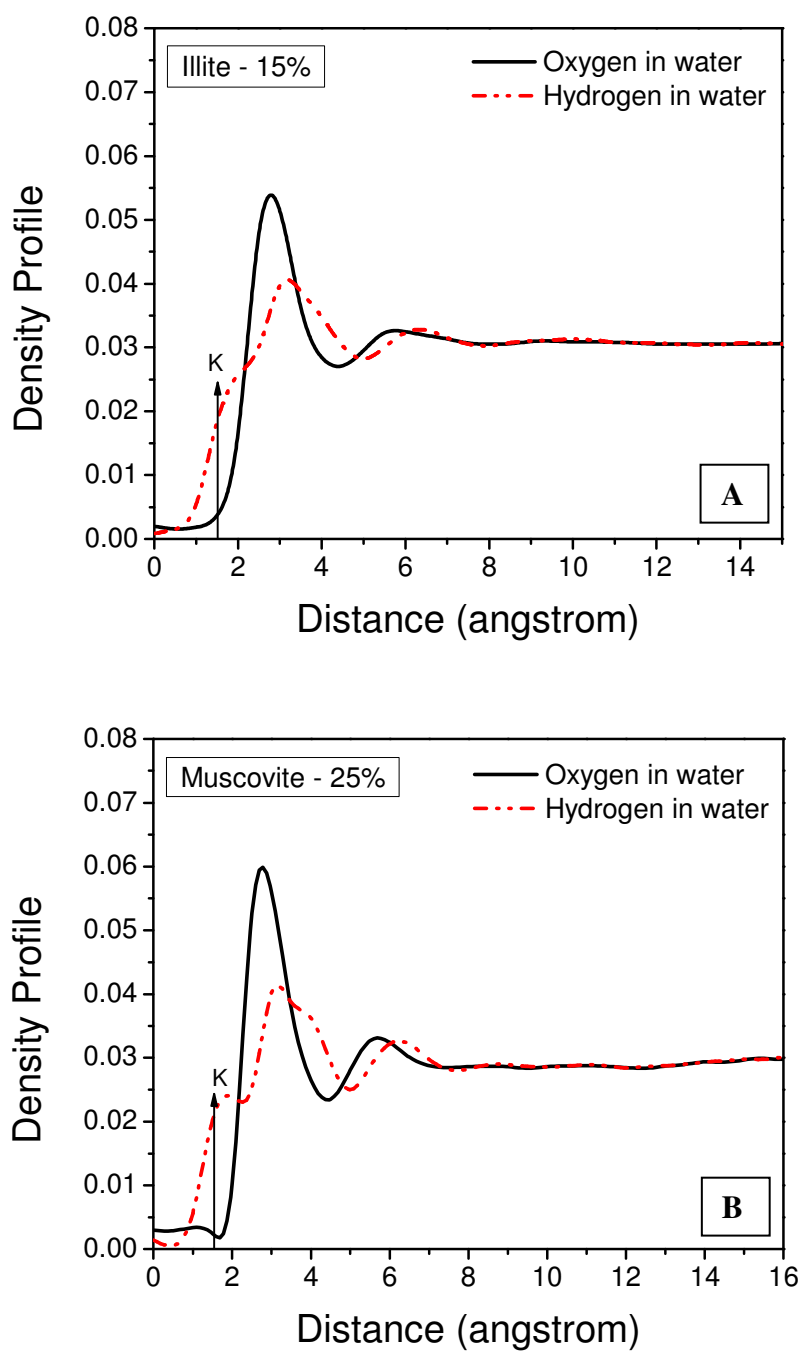 0.08
Illite - 15%
Oxygen in water
Hydrogen in water
0.07
0.06
0.05
0.04
0.03
0.02
0.01
0.00
Density Profile
K
A
0 2 4 6 8 10 12 14
Distance (angstrom)
0.08
Muscovite - 25%
Oxygen in water
Hydrogen in water
0.07
0.06
0.05
0.04
0.03
0.02
0.01
0.00
Density Profile
K
B
0 2 4 6 8 10 12 14 16
Distance (angstrom)